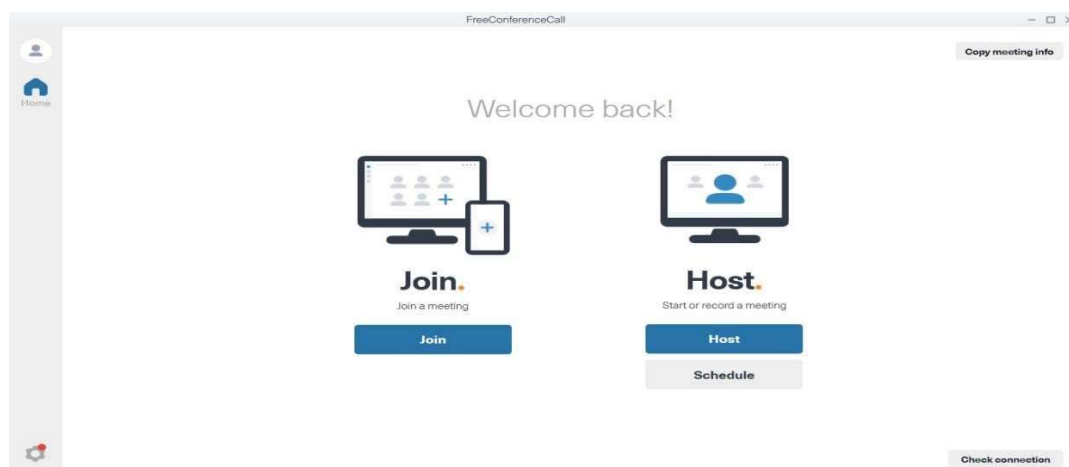 FreeConferenceCall
Copy meeting info
Home
Welcome back!
Join.
Join a meeting
Join
Host.
Start or record a meeting
Host
Schedule
Check connection